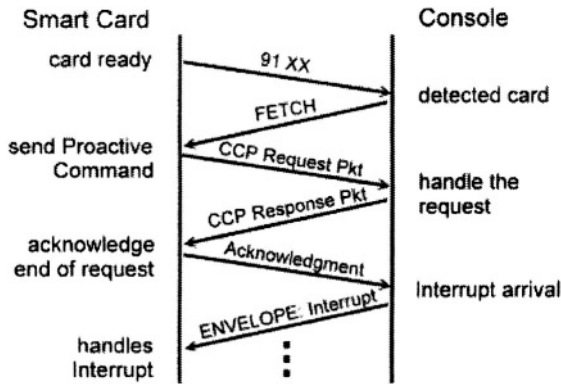 Smart Card
Console
card ready
91 XX
detected card
FETCH
send Proactive
Command
CCP Request Pkt
handle the
request
CCP Response Pkt
acknowledge
end of request
Acknowledgment
Interrupt arrival
ENVELOPE: Interrupt
handles
Interrupt